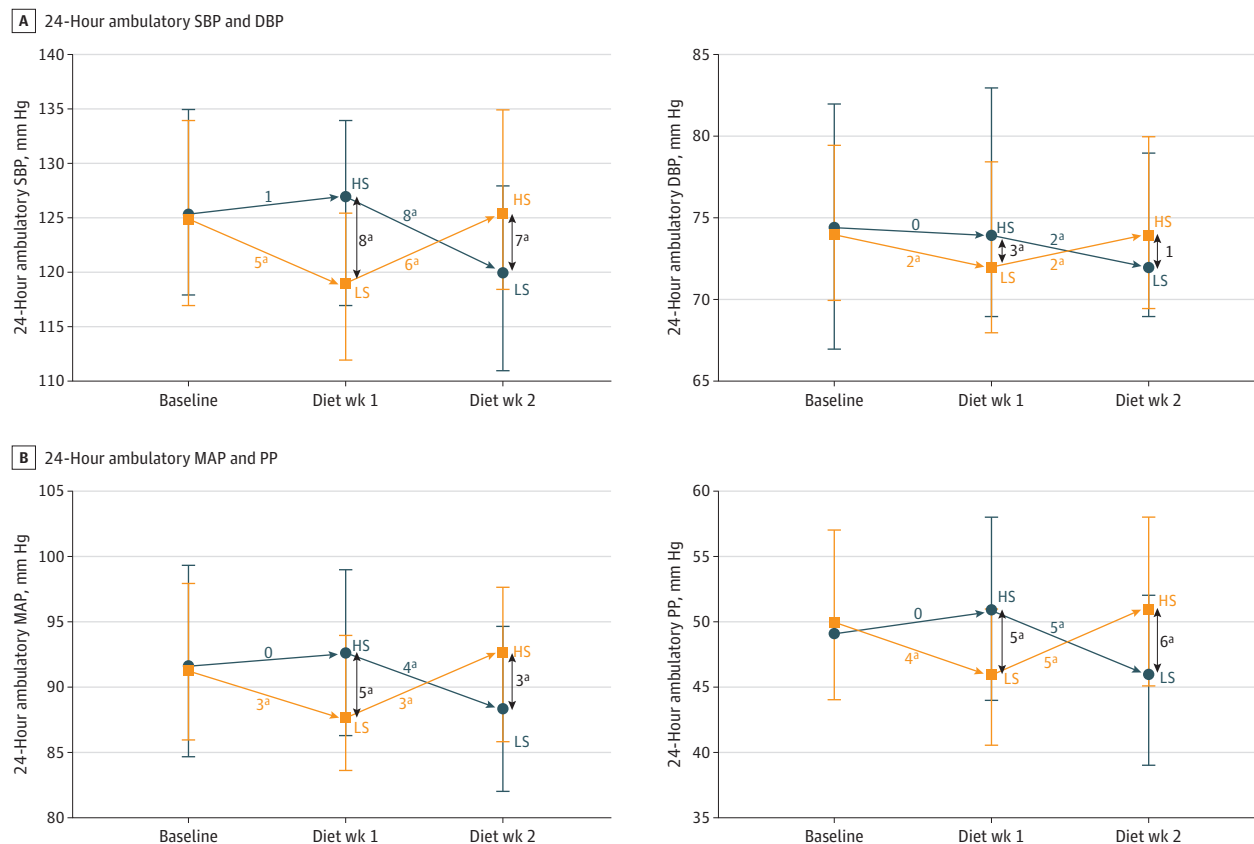 A 24-Hour ambulatory SBP and DBP
24-Hour ambulatory SBP, mm Hg
140
135
130
125
120
115
110
1
HS
8a
HS
8a
7a
5a
6a
LS
LS
Baseline
Diet wk 1
Diet wk 2
24-Hour ambulatory DBP, mm Hg
85
80
75
70
65
0
HS
2a
HS
3a
1
2a
2a
LS
LS
Baseline
Diet wk 1
Diet wk 2
B 24-Hour ambulatory MAP and PP
24-Hour ambulatory MAP, mm Hg
105
100
95
90
85
80
0
HS
4a
HS
5a
3a
3a
3a
LS
LS
Baseline
Diet wk 1
Diet wk 2
24-Hour ambulatory PP, mm Hg
60
55
50
45
40
35
0
HS
5a
HS
5a
6a
4a
5a
LS
LS
Baseline
Diet wk 1
Diet wk 2